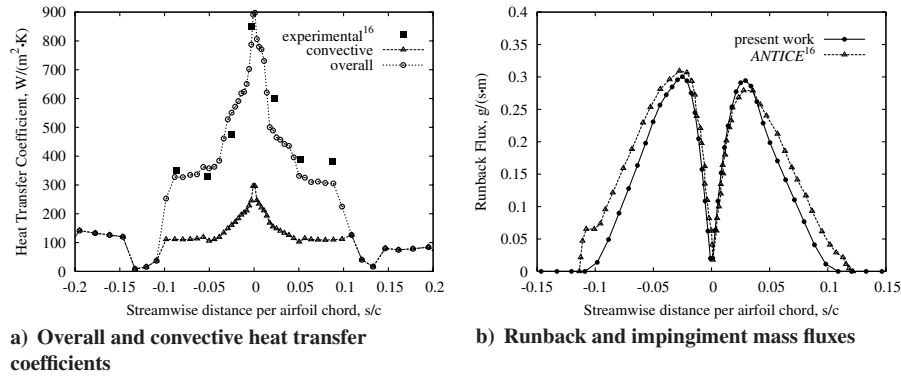 900
800
700
600
500
400
300
200
100
0
Heat Transfer Coefficient, W/(m²·K)
experimental¹⁶
convective
overall
-0.2 -0.15 -0.1 -0.05 0 0.05 0.1 0.15 0.2
Streamwise distance per airfoil chord, s/c
a) Overall and convective heat transfer
coefficients
0.4
0.35
0.3
0.25
0.2
0.15
0.1
0.05
0
Runback Flux, g/(s·m)
present work
ANTICE¹⁶
-0.15 -0.1 -0.05 0 0.05 0.1 0.15
Streamwise distance per airfoil chord, s/c
b) Runback and impingiment mass fluxes